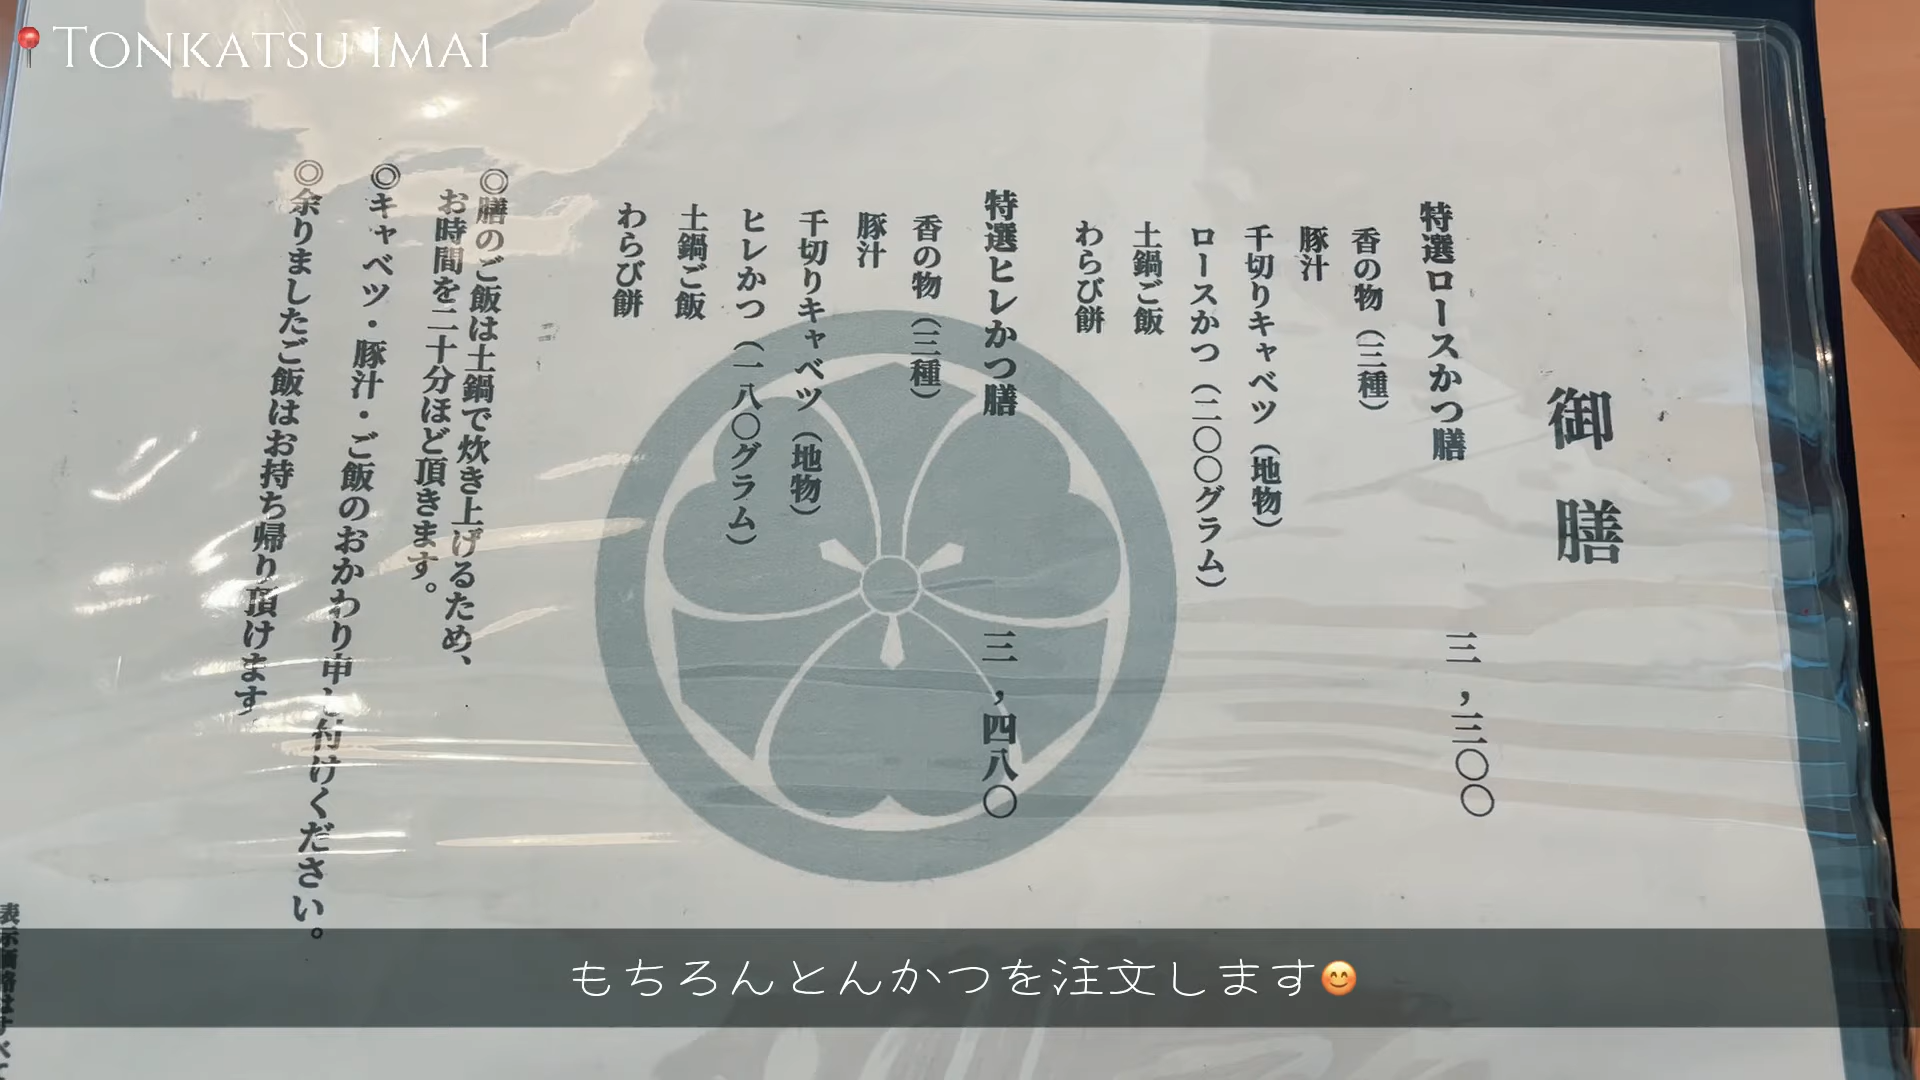 📍TONKATSU IMAI
御膳
特選ロースかつ膳 三,三〇〇
香の物(三種)
豚汁
千切りキャベツ(地物)
ロースかつ(二〇〇グラム)
土鍋ご飯
わらび餅
特選ヒレかつ膳 三,四八〇
香の物(三種)
豚汁
千切りキャベツ(地物)
ヒレかつ(一八〇グラム)
土鍋ご飯
わらび餅
◎膳のご飯は土鍋で炊き上げるため、
お時間を二十分ほど頂きます。
◎キャベツ・豚汁・ご飯のおかわり申し付けください。
◎余りましたご飯はお持ち帰り頂けます
もちろんとんかつを注文します😊